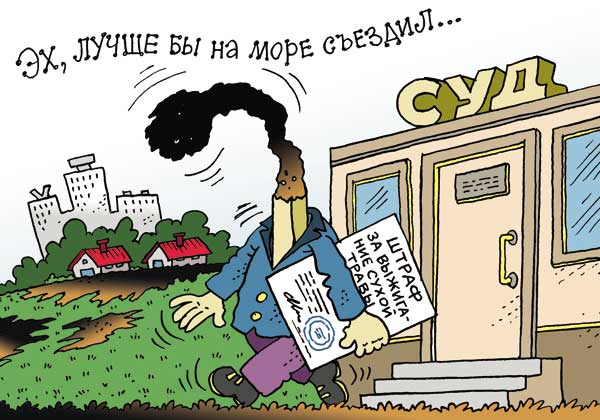 ЭХ, ЛУЧШЕ БЫ НА МОРЕ СЪЕЗДИЛ...
СУД
ШТРАФ
ЗА ВЫЖИГА-
НИЕ СУХОЙ
ТРАВЫ